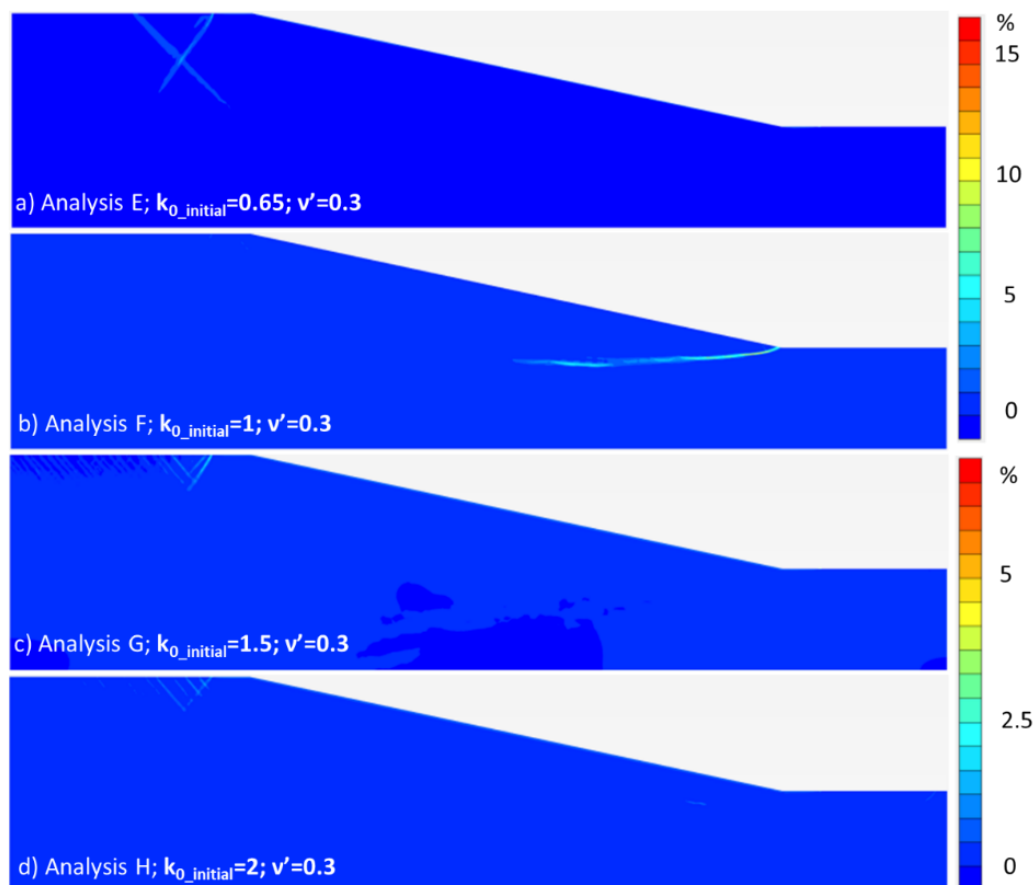 %
15
10
5
0
a) Analysis E; k0_initial=0.65; v'=0.3
b) Analysis F; k0_initial=1; v'=0.3
%
5
2.5
0
c) Analysis G; k0_initial=1.5; v'=0.3
d) Analysis H; k0_initial=2; v'=0.3